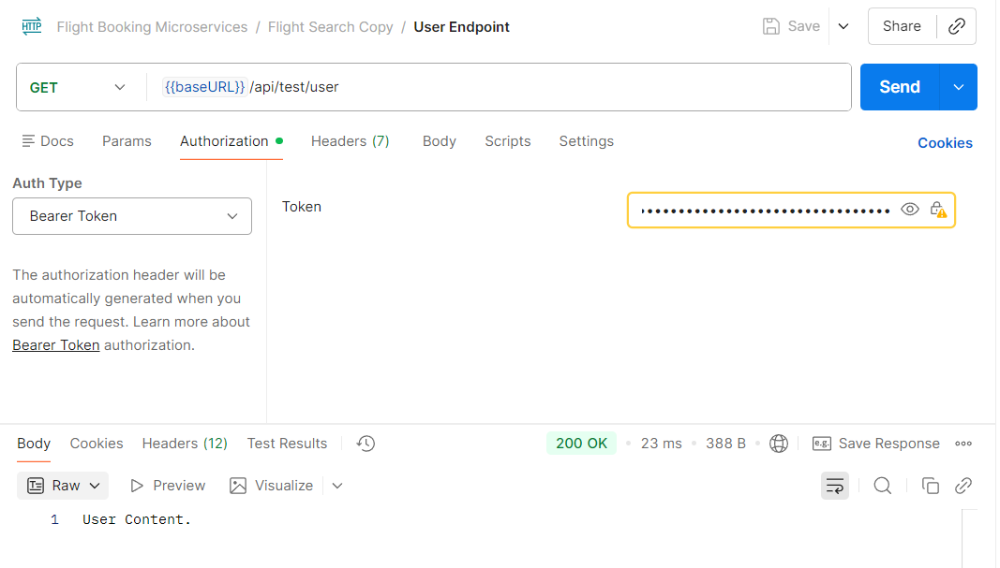 HTTP Flight Booking Microservices / Flight Search Copy / User Endpoint Save Share
GET {{baseURL}} /api/test/user Send
Docs Params Authorization Headers (7) Body Scripts Settings Cookies
Auth Type
Bearer Token
The authorization header will be
automatically generated when you
send the request. Learn more about
Bearer Token authorization.
Token
Body Cookies Headers (12) Test Results 200 OK 23 ms 388 B e.g. Save Response
Raw Preview Visualize
1 User Content.